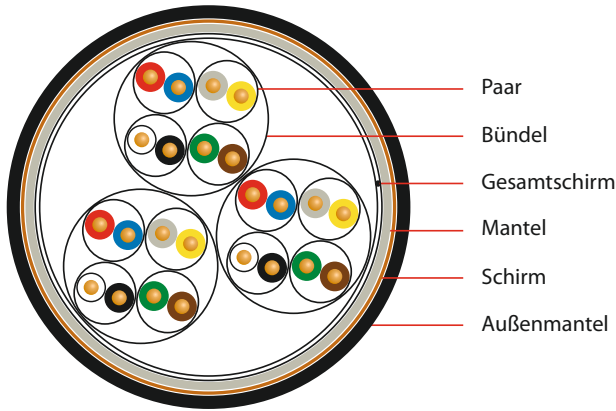 Paar
Bündel
Gesamtschirm
Mantel
Schirm
Außenmantel